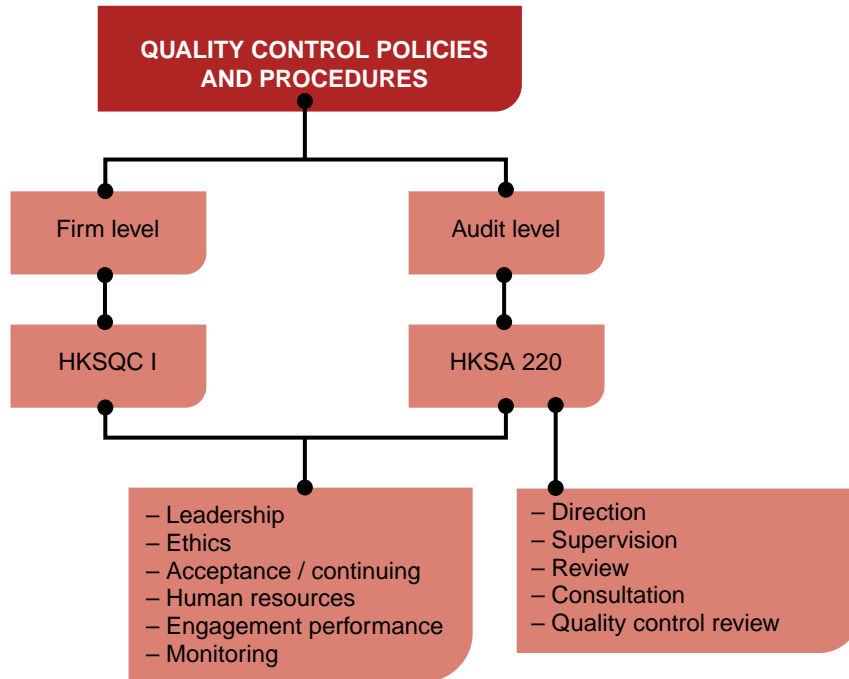 QUALITY CONTROL POLICIES
AND PROCEDURES
Firm level
Audit level
HKSQC I
HKSA 220
– Leadership
– Ethics
– Acceptance / continuing
– Human resources
– Engagement performance
– Monitoring
– Direction
– Supervision
– Review
– Consultation
– Quality control review